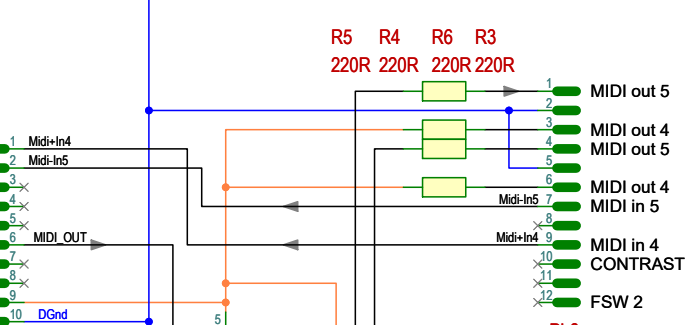 R5 R4 R6 R3
220R 220R 220R 220R
1 MIDI out 5
2
3 MIDI out 4
1 Midi+In4 4 MIDI out 5
2 Midi-In5 5
3 6 MIDI out 4
4 Midi-In5 7 MIDI in 5
5 8
6 MIDI_OUT Midi+In4 9 MIDI in 4
7 10 CONTRAST
8 11
9 12 FSW 2
10 DGnd 5